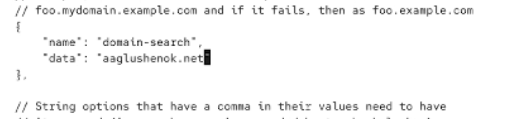 // foo.mydomain.example.com and if it fails, then as foo.example.com
{
"name": "domain-search",
"data": "aaglushenok.net"
},
// String options that have a comma in their values need to have